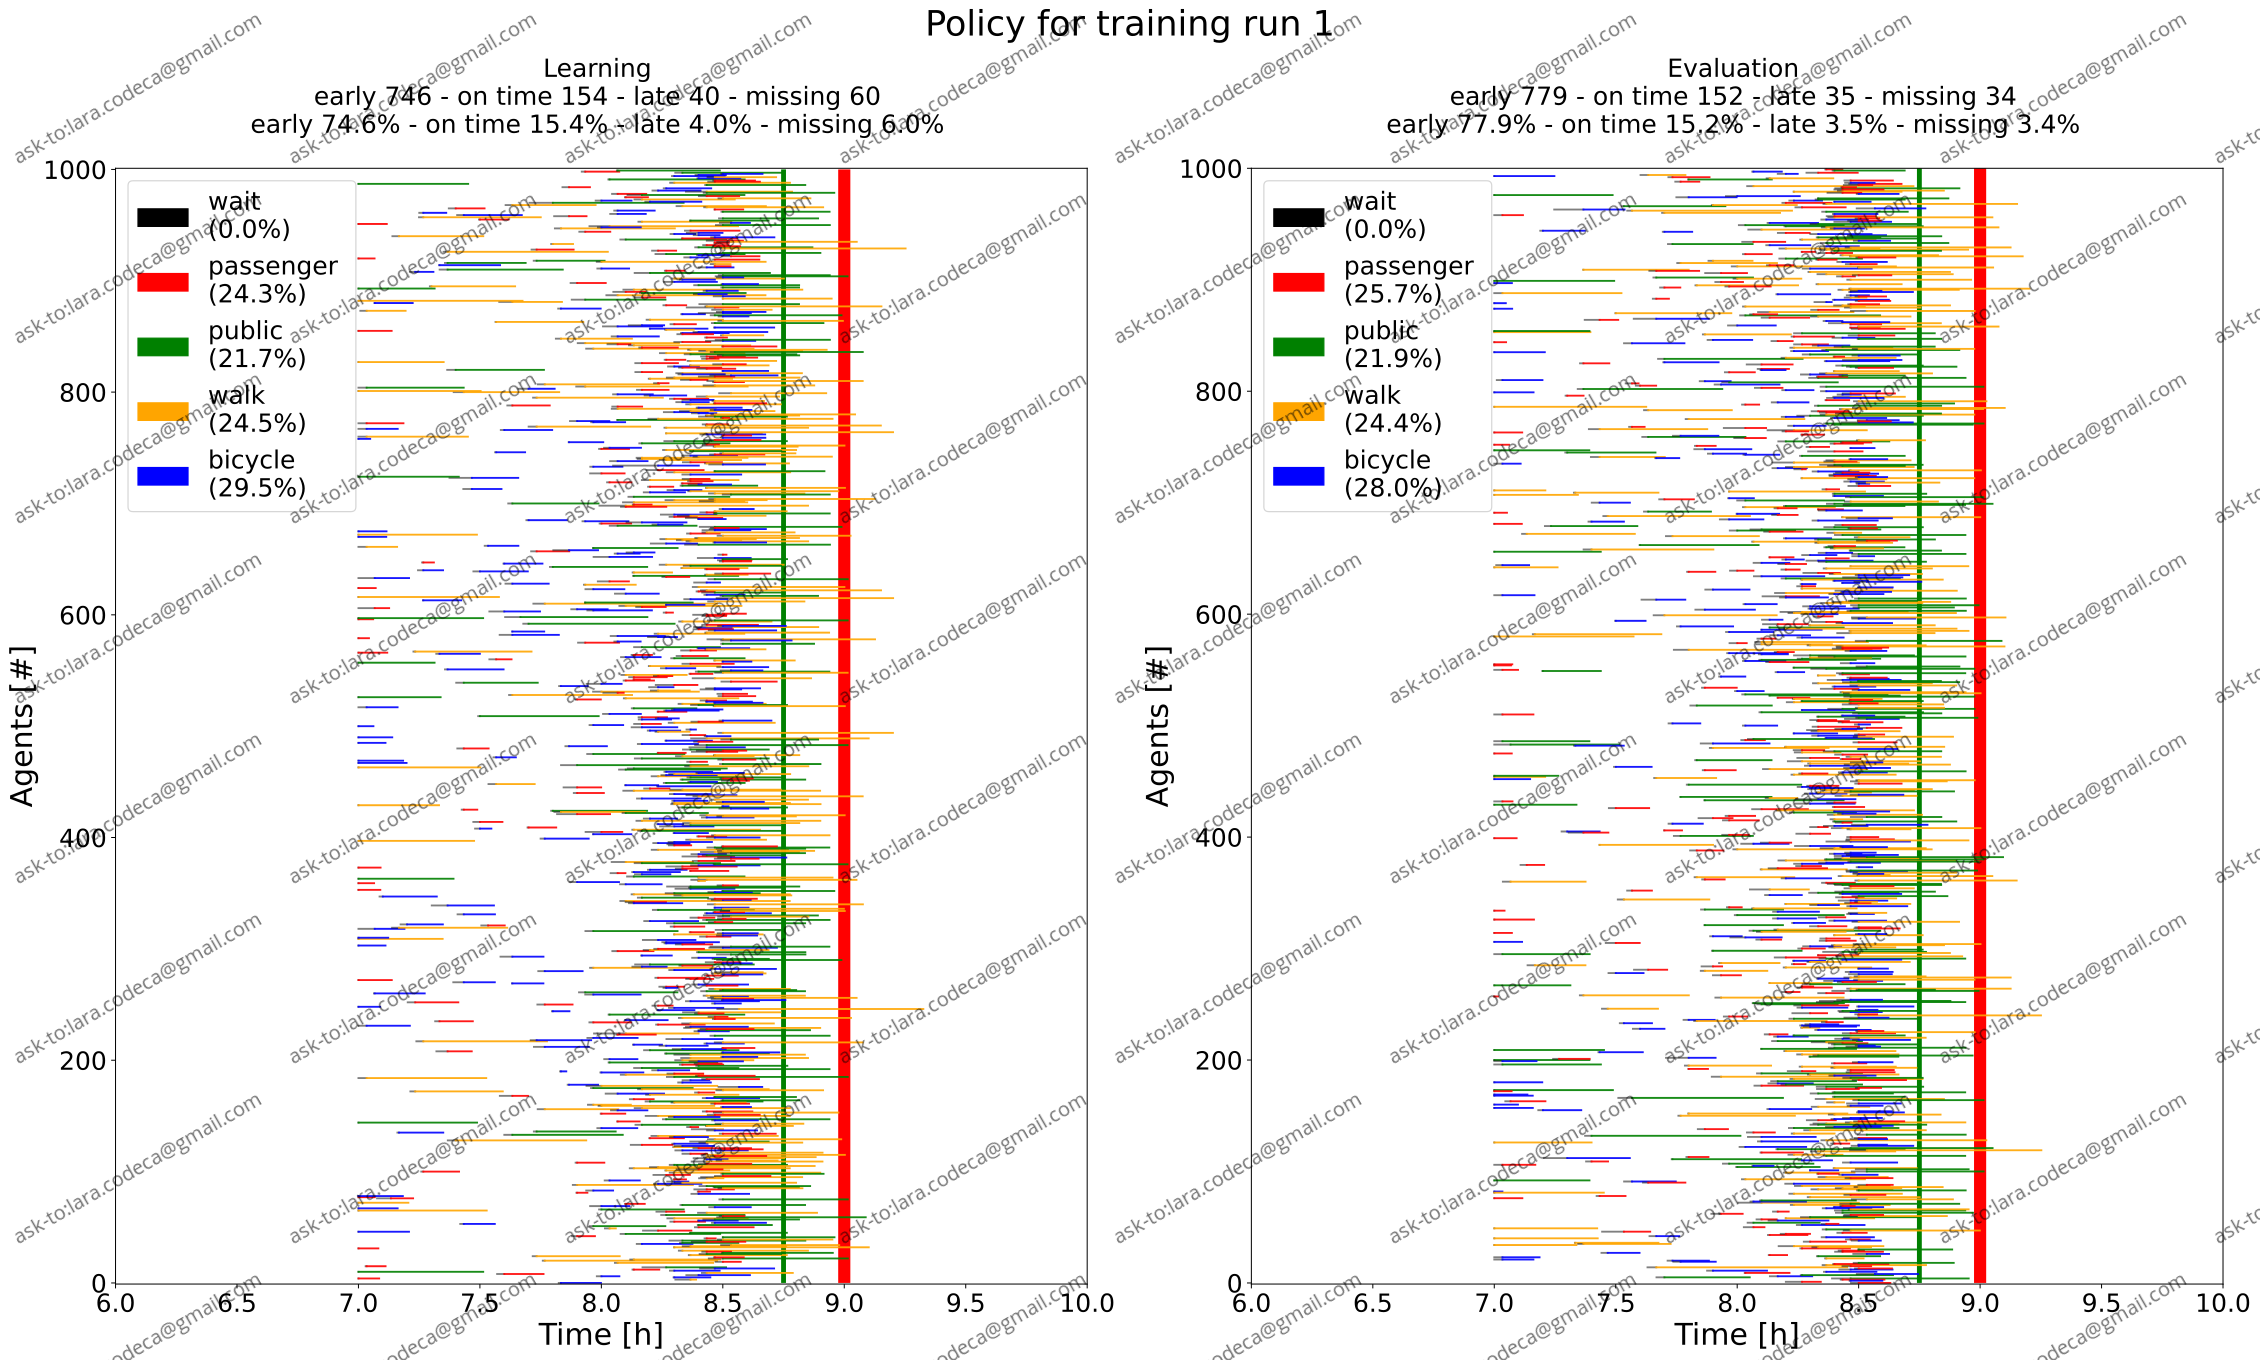 Policy for training run 1
Learning
early 746 - on time 154 - late 40 - missing 60
early 74.6% - on time 15.4% - late 4.0% - missing 6.0%
1000
800
600
400
200
0
Agents [#]
wait
(0.0%)
passenger
(24.3%)
public
(21.7%)
walk
(24.5%)
bicycle
(29.5%)
6.0 6.5 7.0 7.5 8.0 8.5 9.0 9.5 10.0
Time [h]
Evaluation
early 779 - on time 152 - late 35 - missing 34
early 77.9% - on time 15.2% - late 3.5% - missing 3.4%
1000
800
600
400
200
0
Agents [#]
wait
(0.0%)
passenger
(25.7%)
public
(21.9%)
walk
(24.4%)
bicycle
(28.0%)
6.0 6.5 7.0 7.5 8.0 8.5 9.0 9.5 10.0
Time [h]
ask-to:lara.codeca@gmail.com